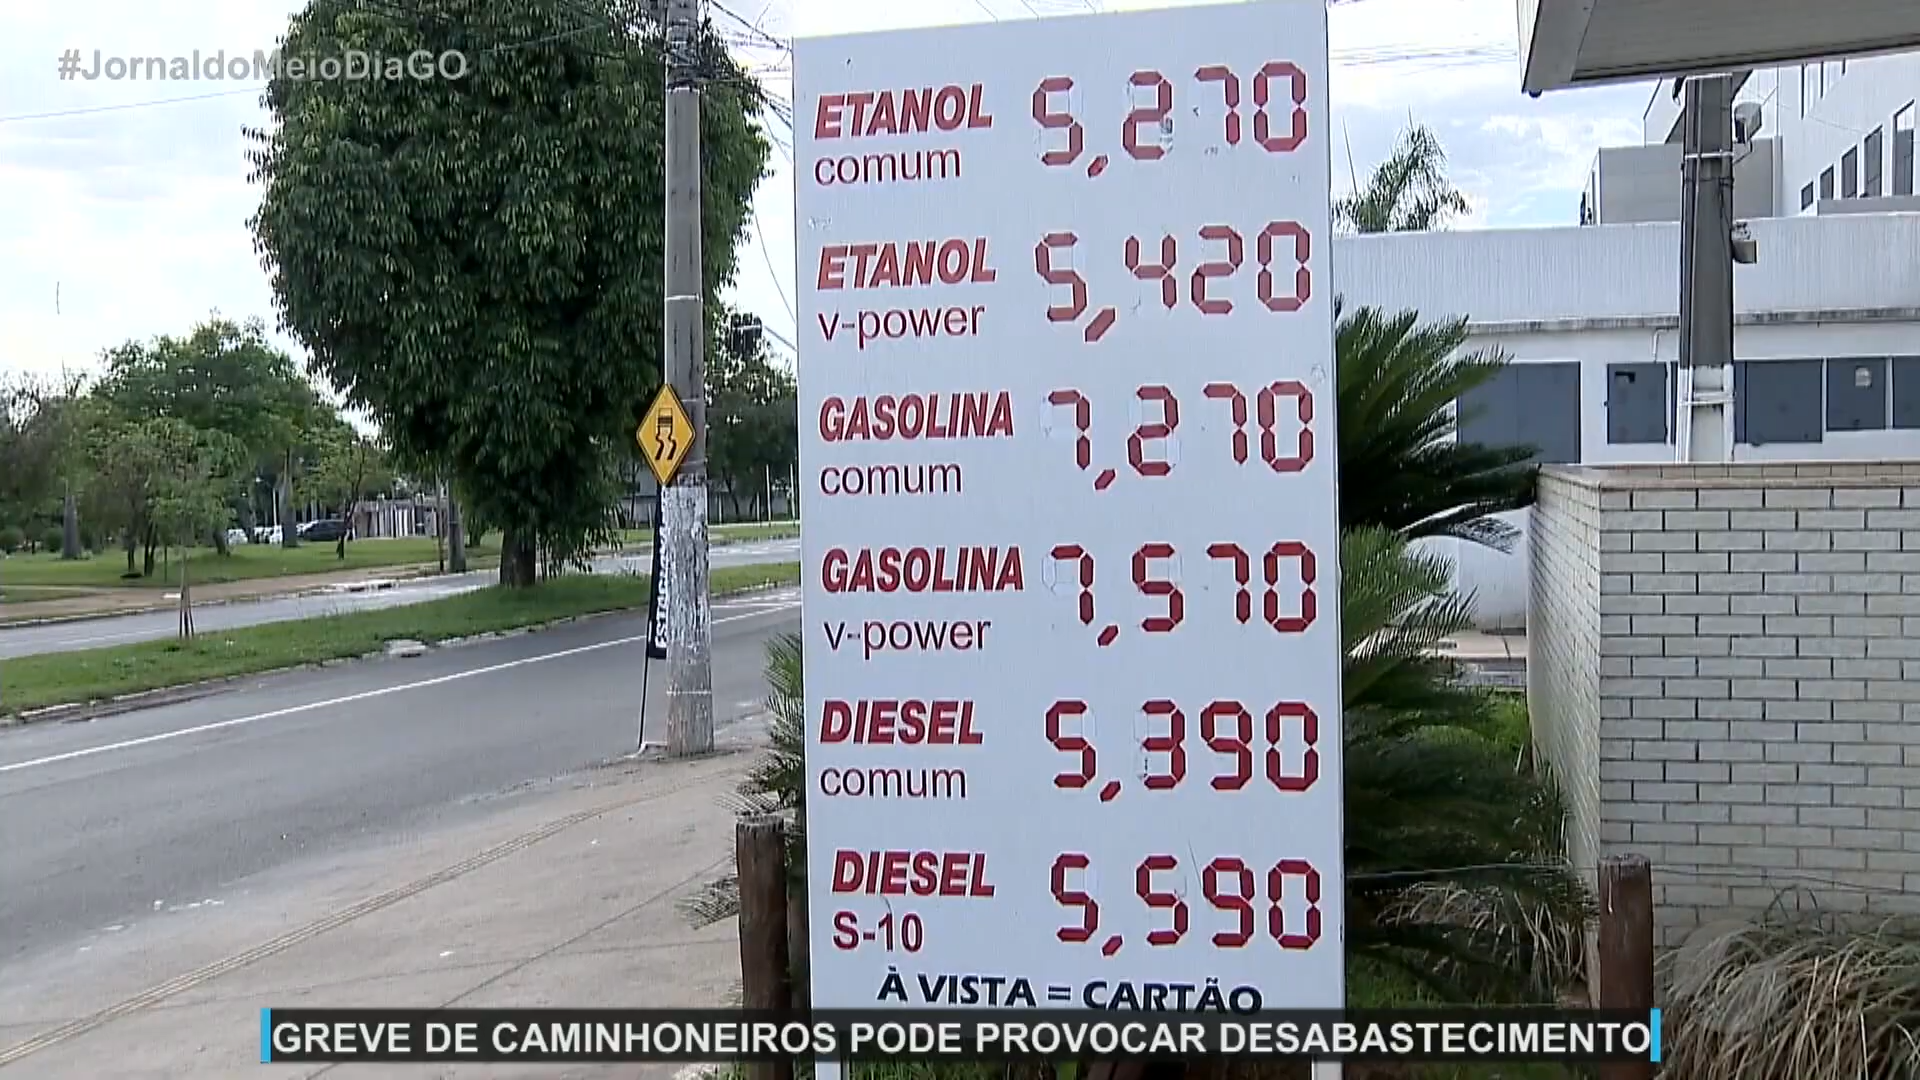 #JornaldoMeioDiaGO
ETANOL 5,270
comum
ETANOL 5,420
v-power
GASOLINA 7,270
comum
GASOLINA 7,570
v-power
DIESEL 5,390
comum
DIESEL 5,590
S-10
À VISTA = CARTÃO
GREVE DE CAMINHONEIROS PODE PROVOCAR DESABASTECIMENTO